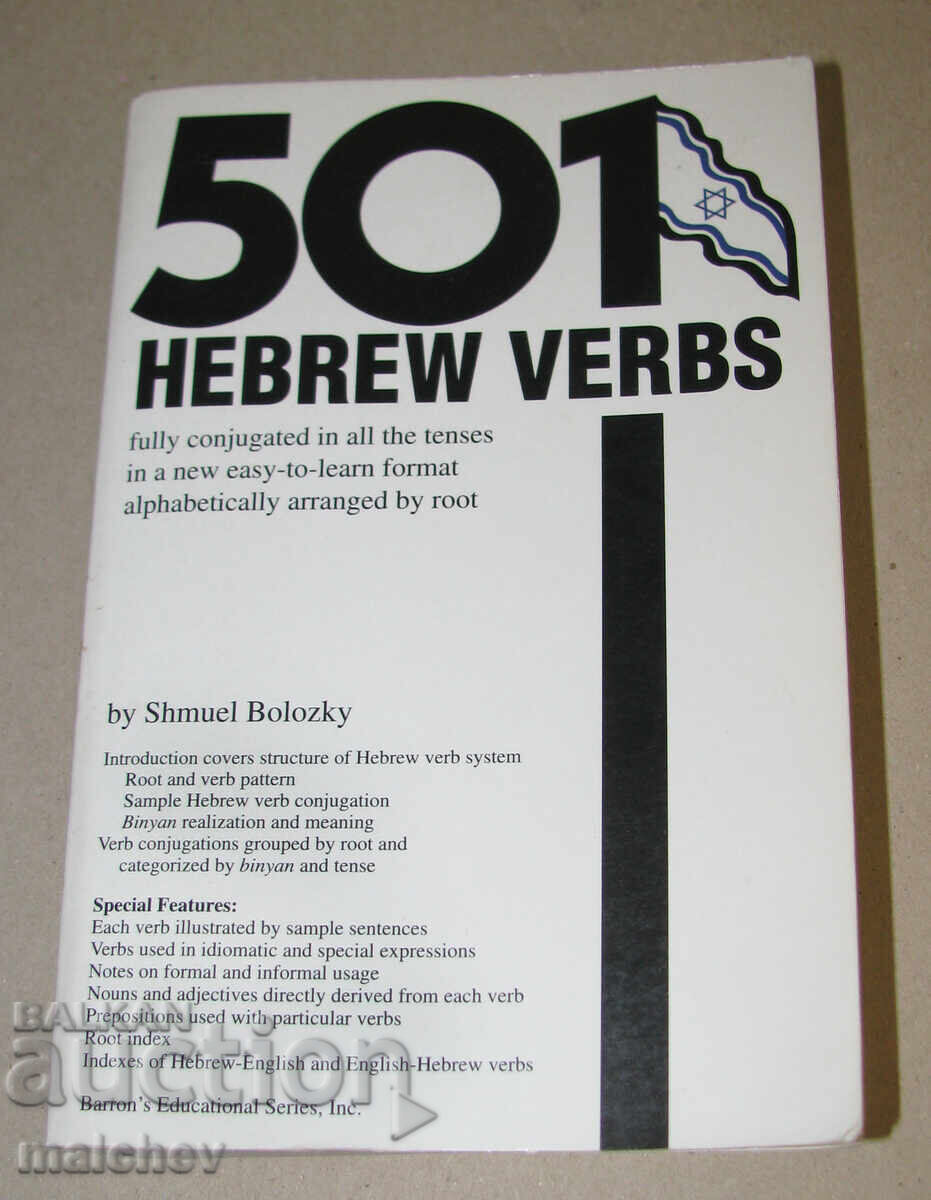 501
HEBREW VERBS
fully conjugated in all the tenses
in a new easy-to-learn format
alphabetically arranged by root
by Shmuel Bolozky
Introduction covers structure of Hebrew verb system
Root and verb pattern
Sample Hebrew verb conjugation
Binyan realization and meaning
Verb conjugations grouped by root and
categorized by binyan and tense
Special Features:
Each verb illustrated by sample sentences
Verbs used in idiomatic and special expressions
Notes on formal and informal usage
Nouns and adjectives directly derived from each verb
Prepositions used with particular verbs
Root index
Indexes of Hebrew-English and English-Hebrew verbs
Barron's Educational Series, Inc.
BALKAN
auction
malchev